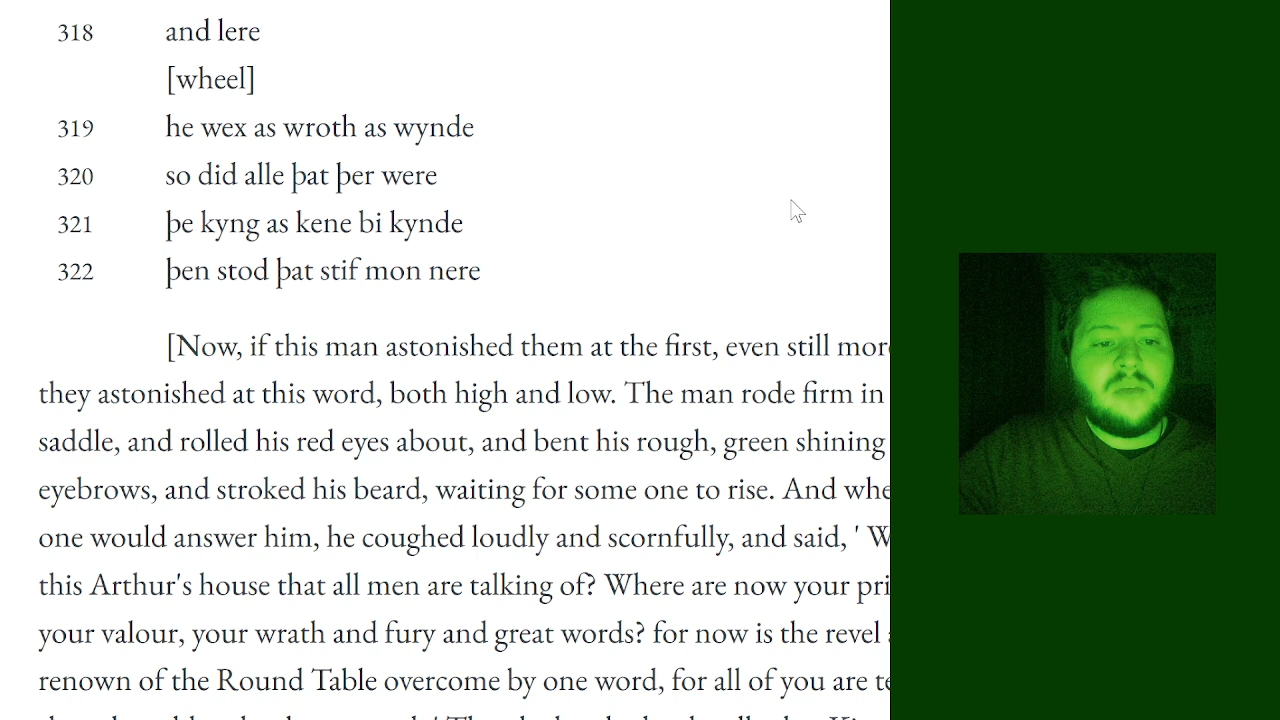 318 and lere
[wheel]
319 he wex as wroth as wynde
320 so did alle þat þer were
321 þe kyng as kene bi kynde
322 þen stod þat stif mon nere
[Now, if this man astonished them at the first, even still
they astonished at this word, both high and low. The man rode firm in
saddle, and rolled his red eyes about, and bent his rough, green shining
eyebrows, and stroked his beard, waiting for some one to rise. And
one would answer him, he coughed loudly and scornfully, and said, '
this Arthur's house that all men are talking of? Where are now your
your valour, your wrath and fury and great words? for now is the revel
renown of the Round Table overcome by one word, for all of you are